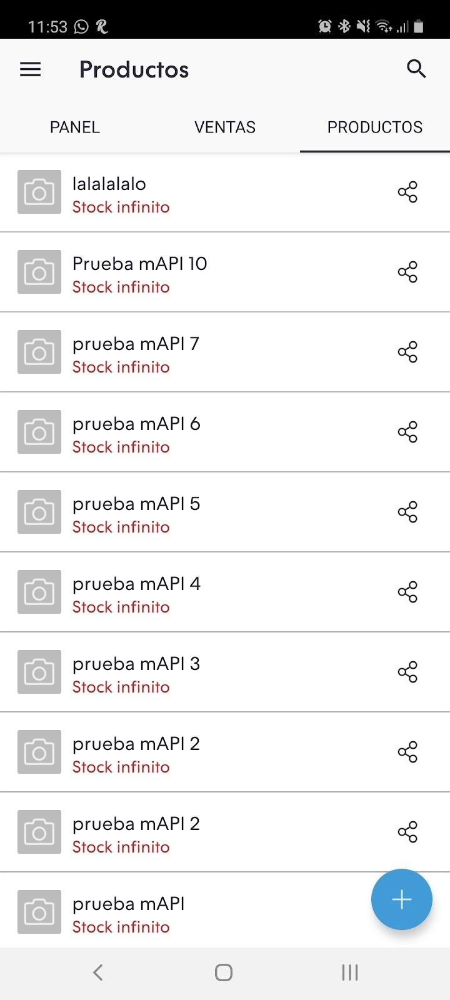 11:53
Productos
PANEL VENTAS PRODUCTOS
lalalalalo
Stock infinito
Prueba mAPI 10
Stock infinito
prueba mAPI 7
Stock infinito
prueba mAPI 6
Stock infinito
prueba mAPI 5
Stock infinito
prueba mAPI 4
Stock infinito
prueba mAPI 3
Stock infinito
prueba mAPI 2
Stock infinito
prueba mAPI 2
Stock infinito
prueba mAPI
Stock infinito